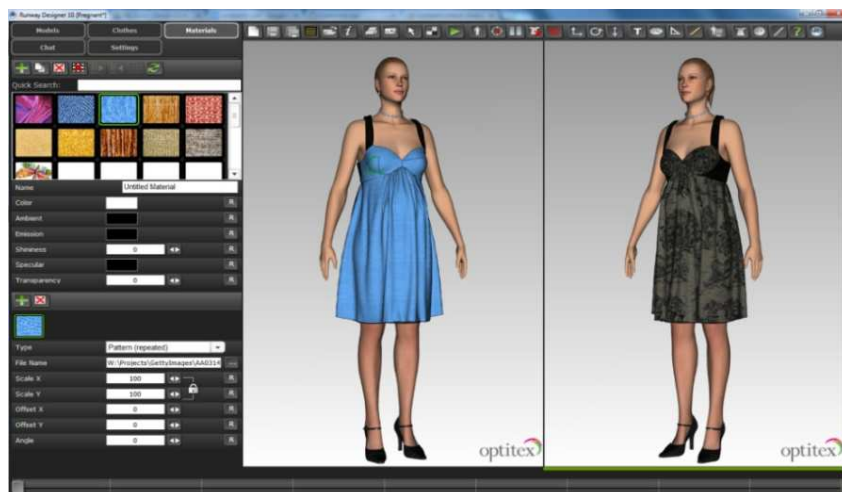 Runway Designer 10 [Pregnant*]
Models Clothes Materials
Chat Settings
Quick Search:
Name Untitled Material
Color R
Ambient R
Emission R
Shininess 0 R
Specular R
Transparency 0 R
Type Pattern (repeated)
File Name W:\Projects\GettyImages\AA0314 ...
Scale X 100 R
Scale Y 100 R
Offset X 0 R
Offset Y 0 R
Angle 0 R
optitex optitex